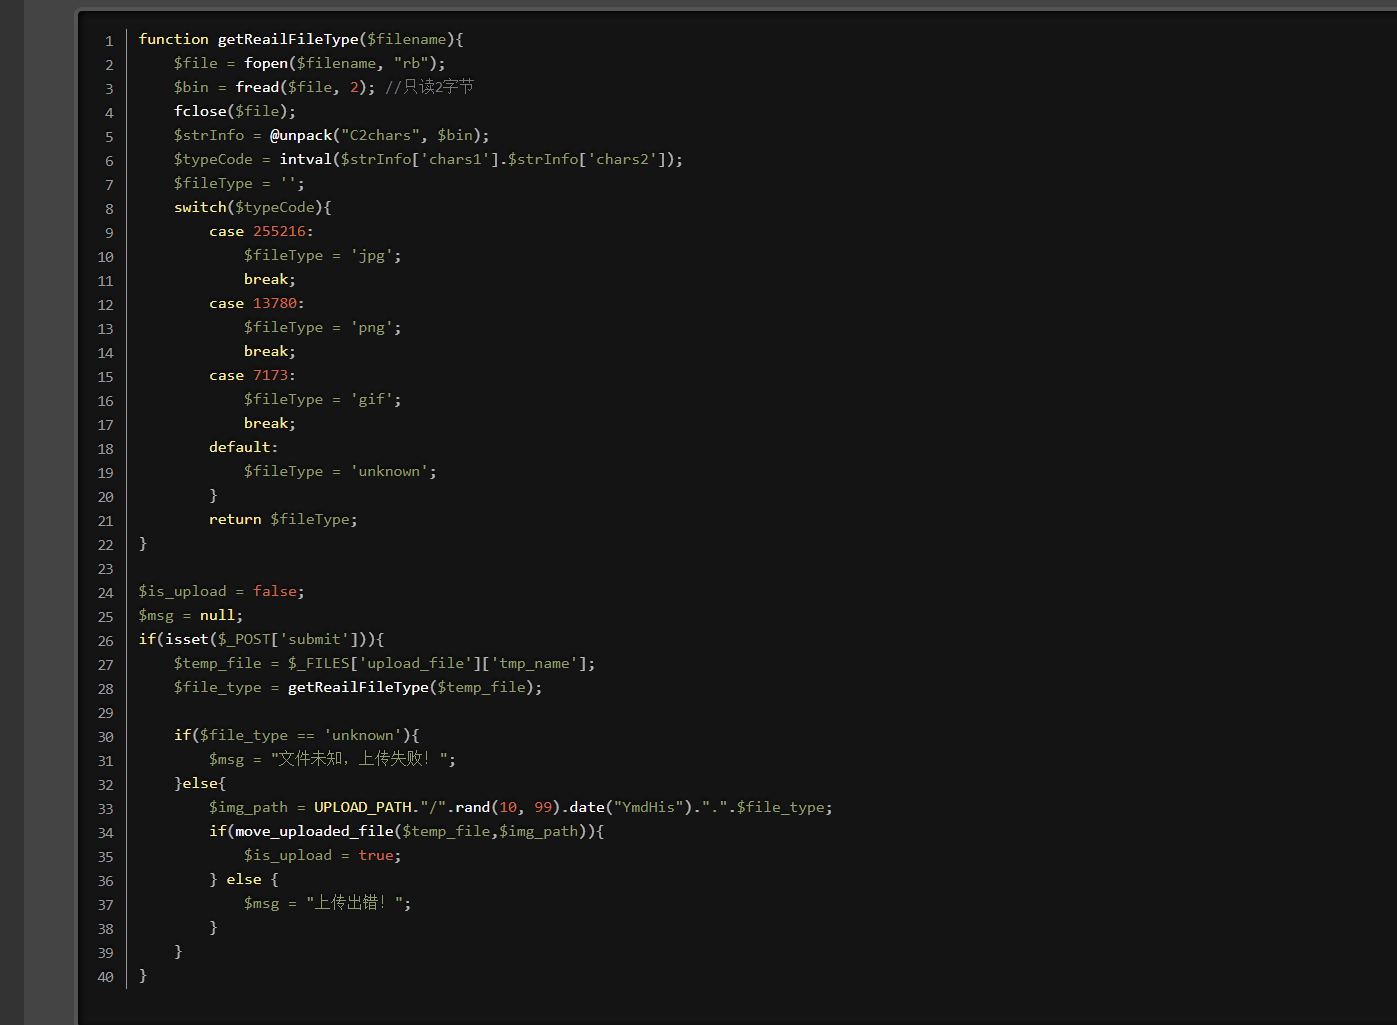 1 function getReailFileType($filename){
2 $file = fopen($filename, "rb");
3 $bin = fread($file, 2); //只读2字节
4 fclose($file);
5 $strInfo = @unpack("C2chars", $bin);
6 $typeCode = intval($strInfo['chars1'].$strInfo['chars2']);
7 $fileType = '';
8 switch($typeCode){
9 case 255216:
10 $fileType = 'jpg';
11 break;
12 case 13780:
13 $fileType = 'png';
14 break;
15 case 7173:
16 $fileType = 'gif';
17 break;
18 default:
19 $fileType = 'unknown';
20 }
21 return $fileType;
22 }
23
24 $is_upload = false;
25 $msg = null;
26 if(isset($_POST['submit'])){
27 $temp_file = $_FILES['upload_file']['tmp_name'];
28 $file_type = getReailFileType($temp_file);
29
30 if($file_type == 'unknown'){
31 $msg = "文件未知，上传失败！";
32 }else{
33 $img_path = UPLOAD_PATH."/".rand(10, 99).date("YmdHis").".".$file_type;
34 if(move_uploaded_file($temp_file,$img_path)){
35 $is_upload = true;
36 } else {
37 $msg = "上传出错！";
38 }
39 }
40 }